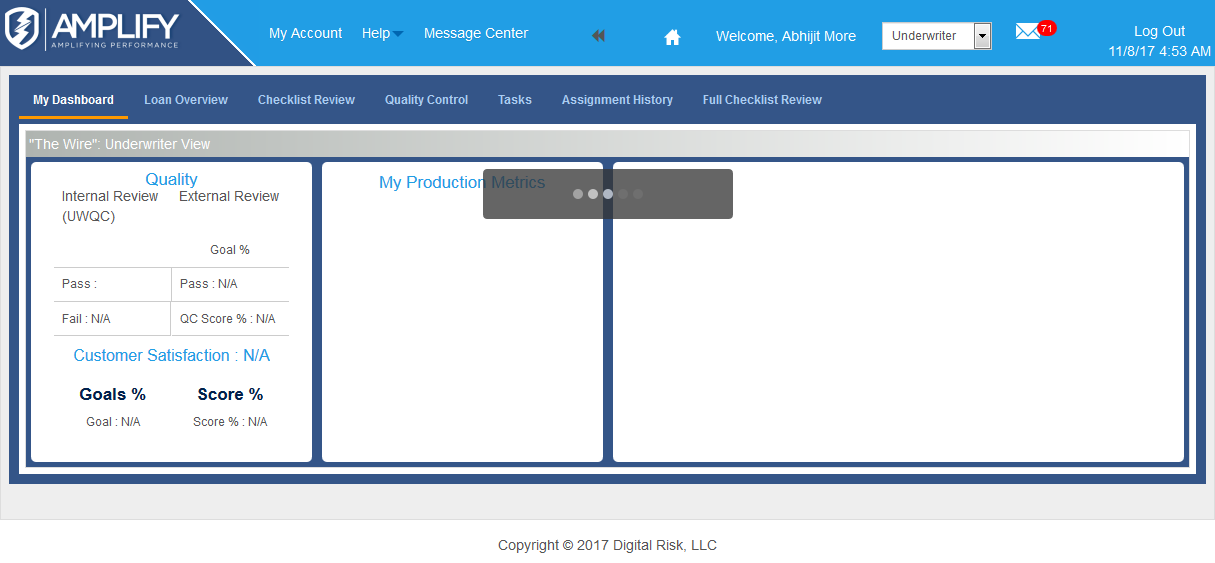 AMPLIFY
AMPLIFYING PERFORMANCE
My Account Help Message Center Welcome, Abhijit More Underwriter 71 Log Out
11/8/17 4:53 AM
My Dashboard Loan Overview Checklist Review Quality Control Tasks Assignment History Full Checklist Review
"The Wire": Underwriter View
Quality
Internal Review External Review
(UWQC)
Goal %
Pass : Pass : N/A
Fail : N/A QC Score % : N/A
Customer Satisfaction : N/A
Goals % Score %
Goal : N/A Score % : N/A
My Production Metrics
Copyright © 2017 Digital Risk, LLC